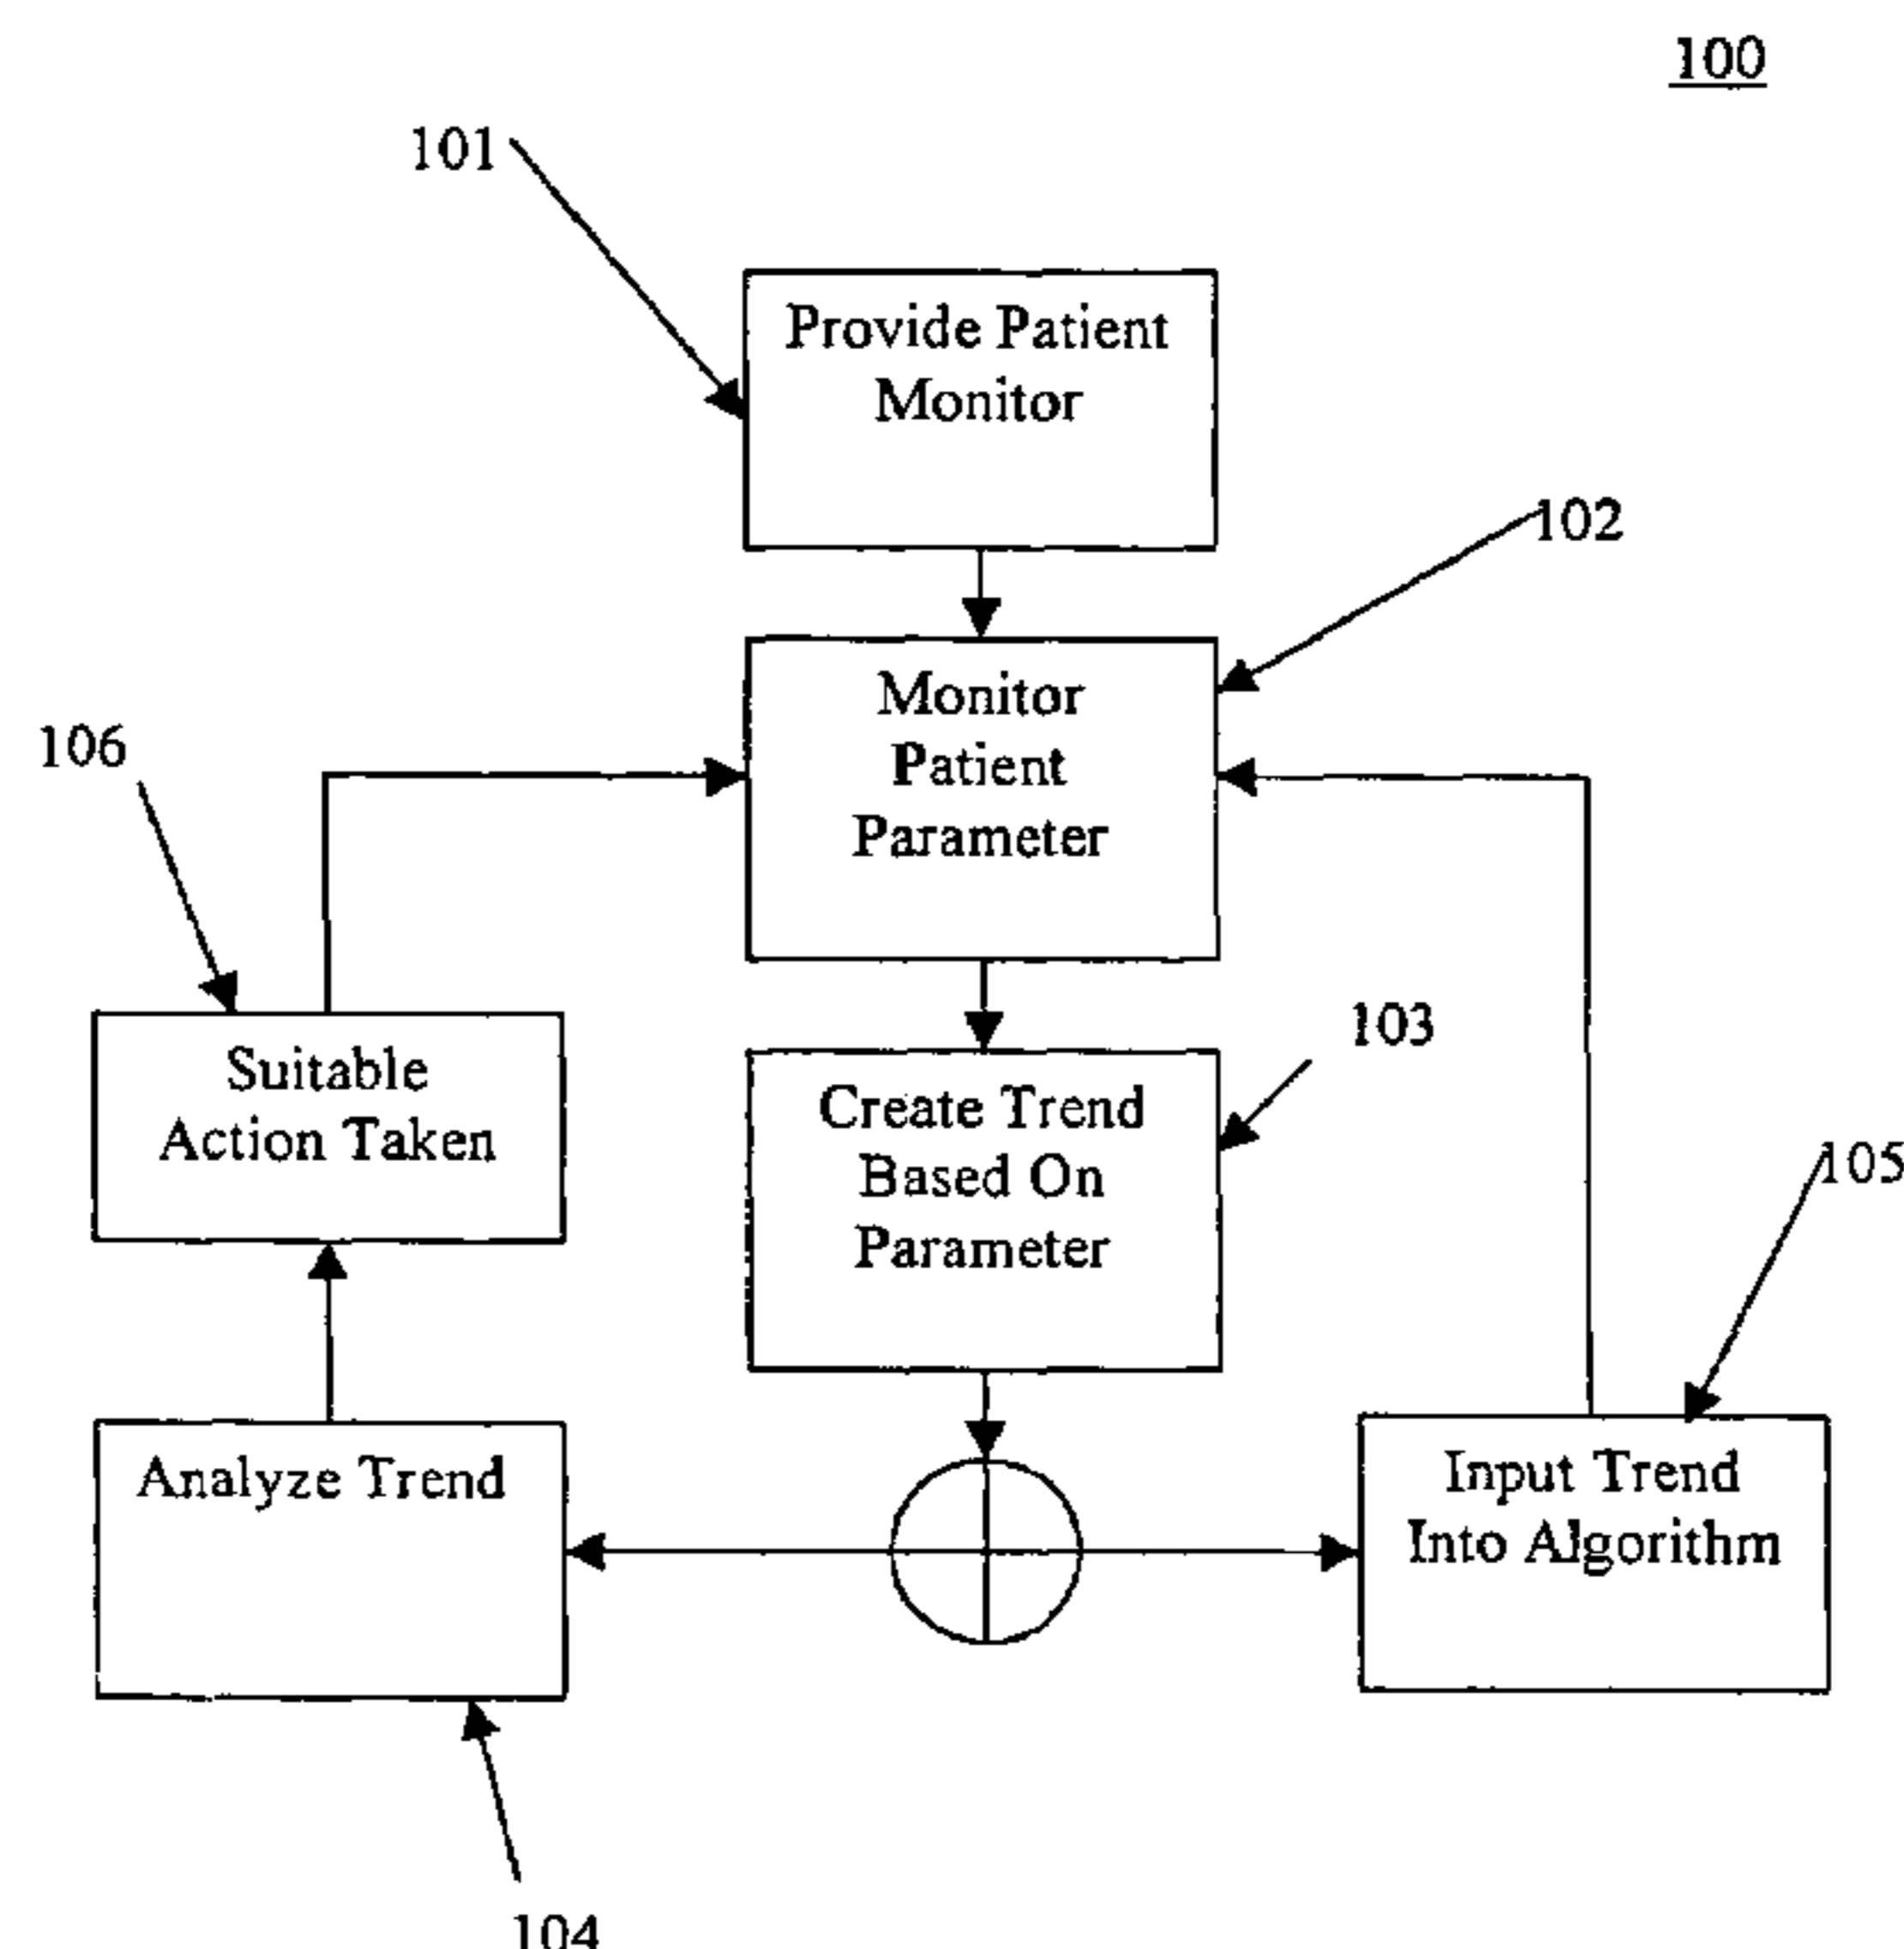 100
101
Provide Patient
Monitor
102
Monitor
Patient
Parameter
106
103
Suitable
Action Taken
Create Trend
Based On
Parameter
105
Analyze Trend
Input Trend
Into Algorithm
104